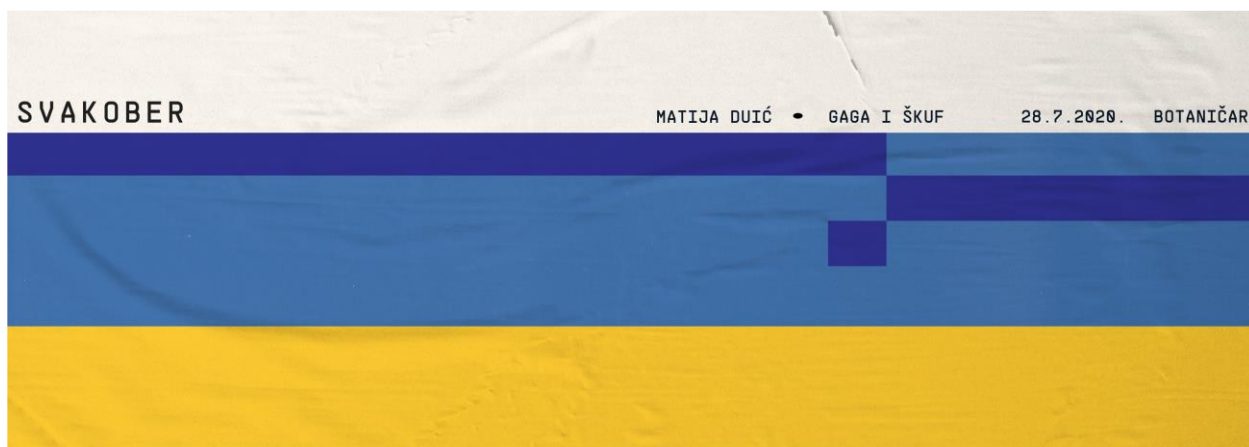 SVAKOBER
MATIJA DUIĆ • GAGA I ŠKUF 28.7.2020. BOTANIČAR